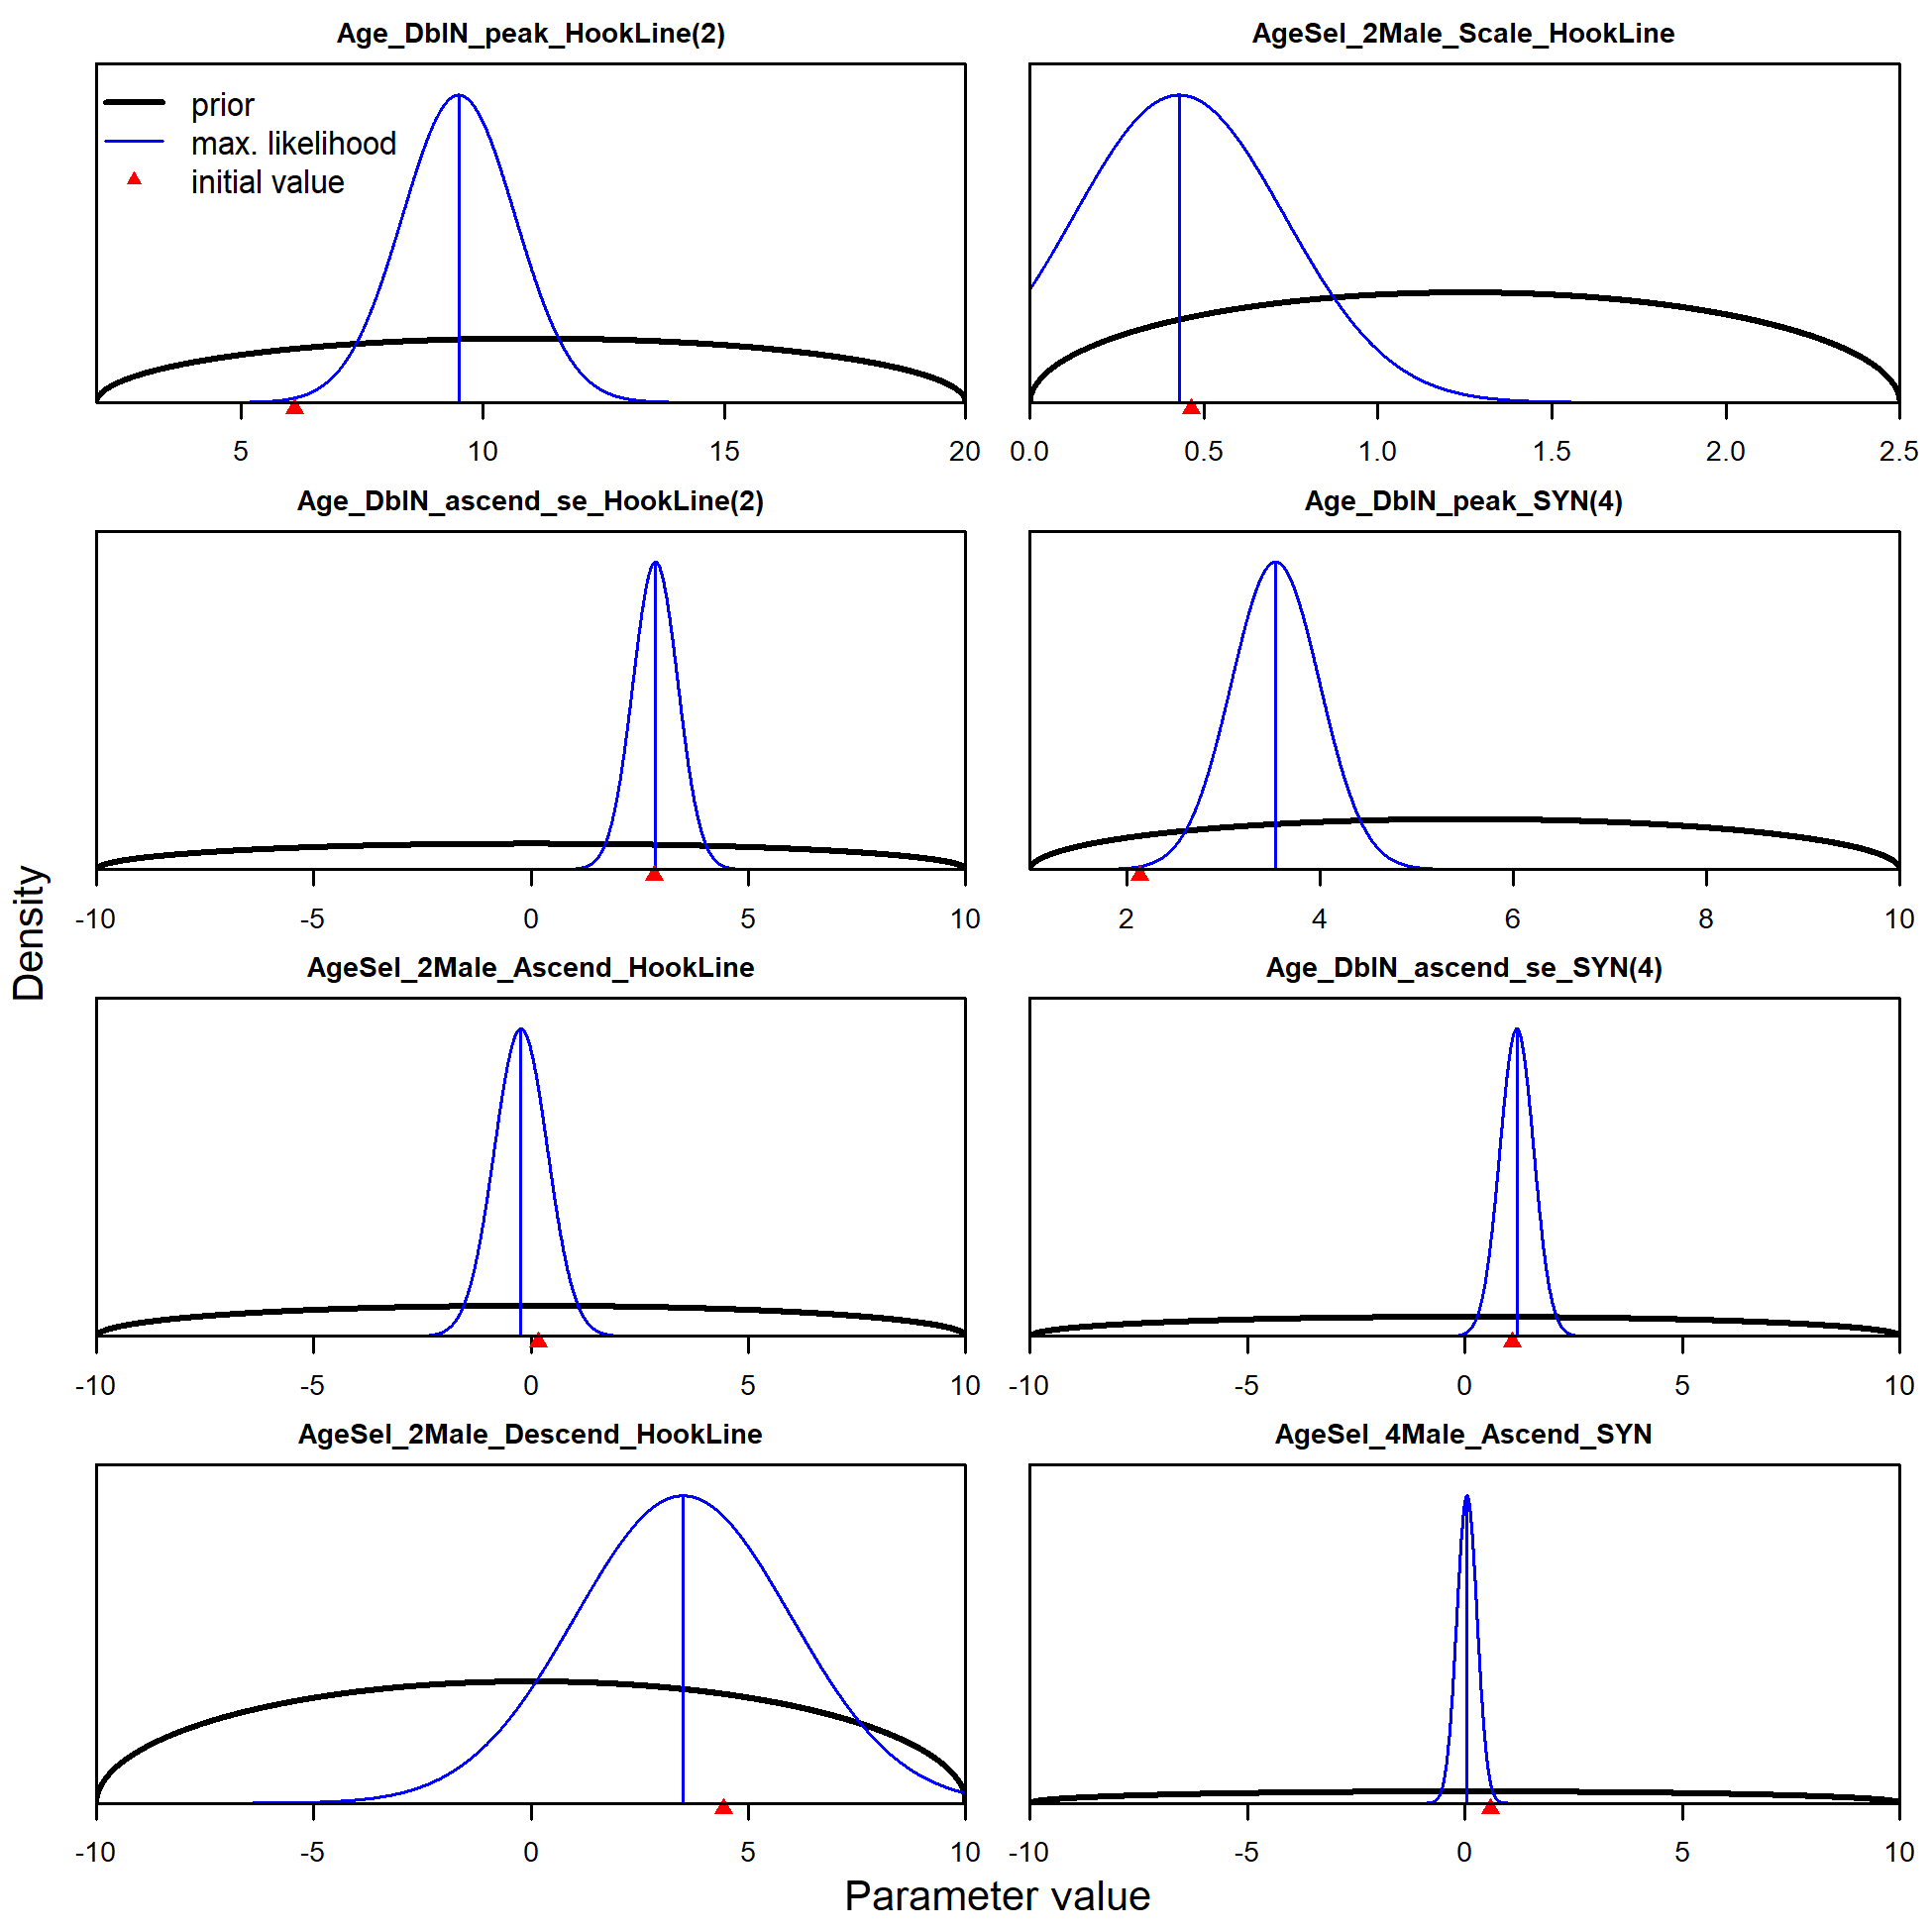 Age_DblN_peak_HookLine(2)
prior
max. likelihood
initial value
5 10 15 20
AgeSel_2Male_Scale_HookLine
0.0 0.5 1.0 1.5 2.0 2.5
Age_DblN_ascend_se_HookLine(2)
-10 -5 0 5 10
Age_DblN_peak_SYN(4)
2 4 6 8 10
AgeSel_2Male_Ascend_HookLine
-10 -5 0 5 10
Age_DblN_ascend_se_SYN(4)
-10 -5 0 5 10
AgeSel_2Male_Descend_HookLine
-10 -5 0 5 10
AgeSel_4Male_Ascend_SYN
-10 -5 0 5 10
Density
Parameter value